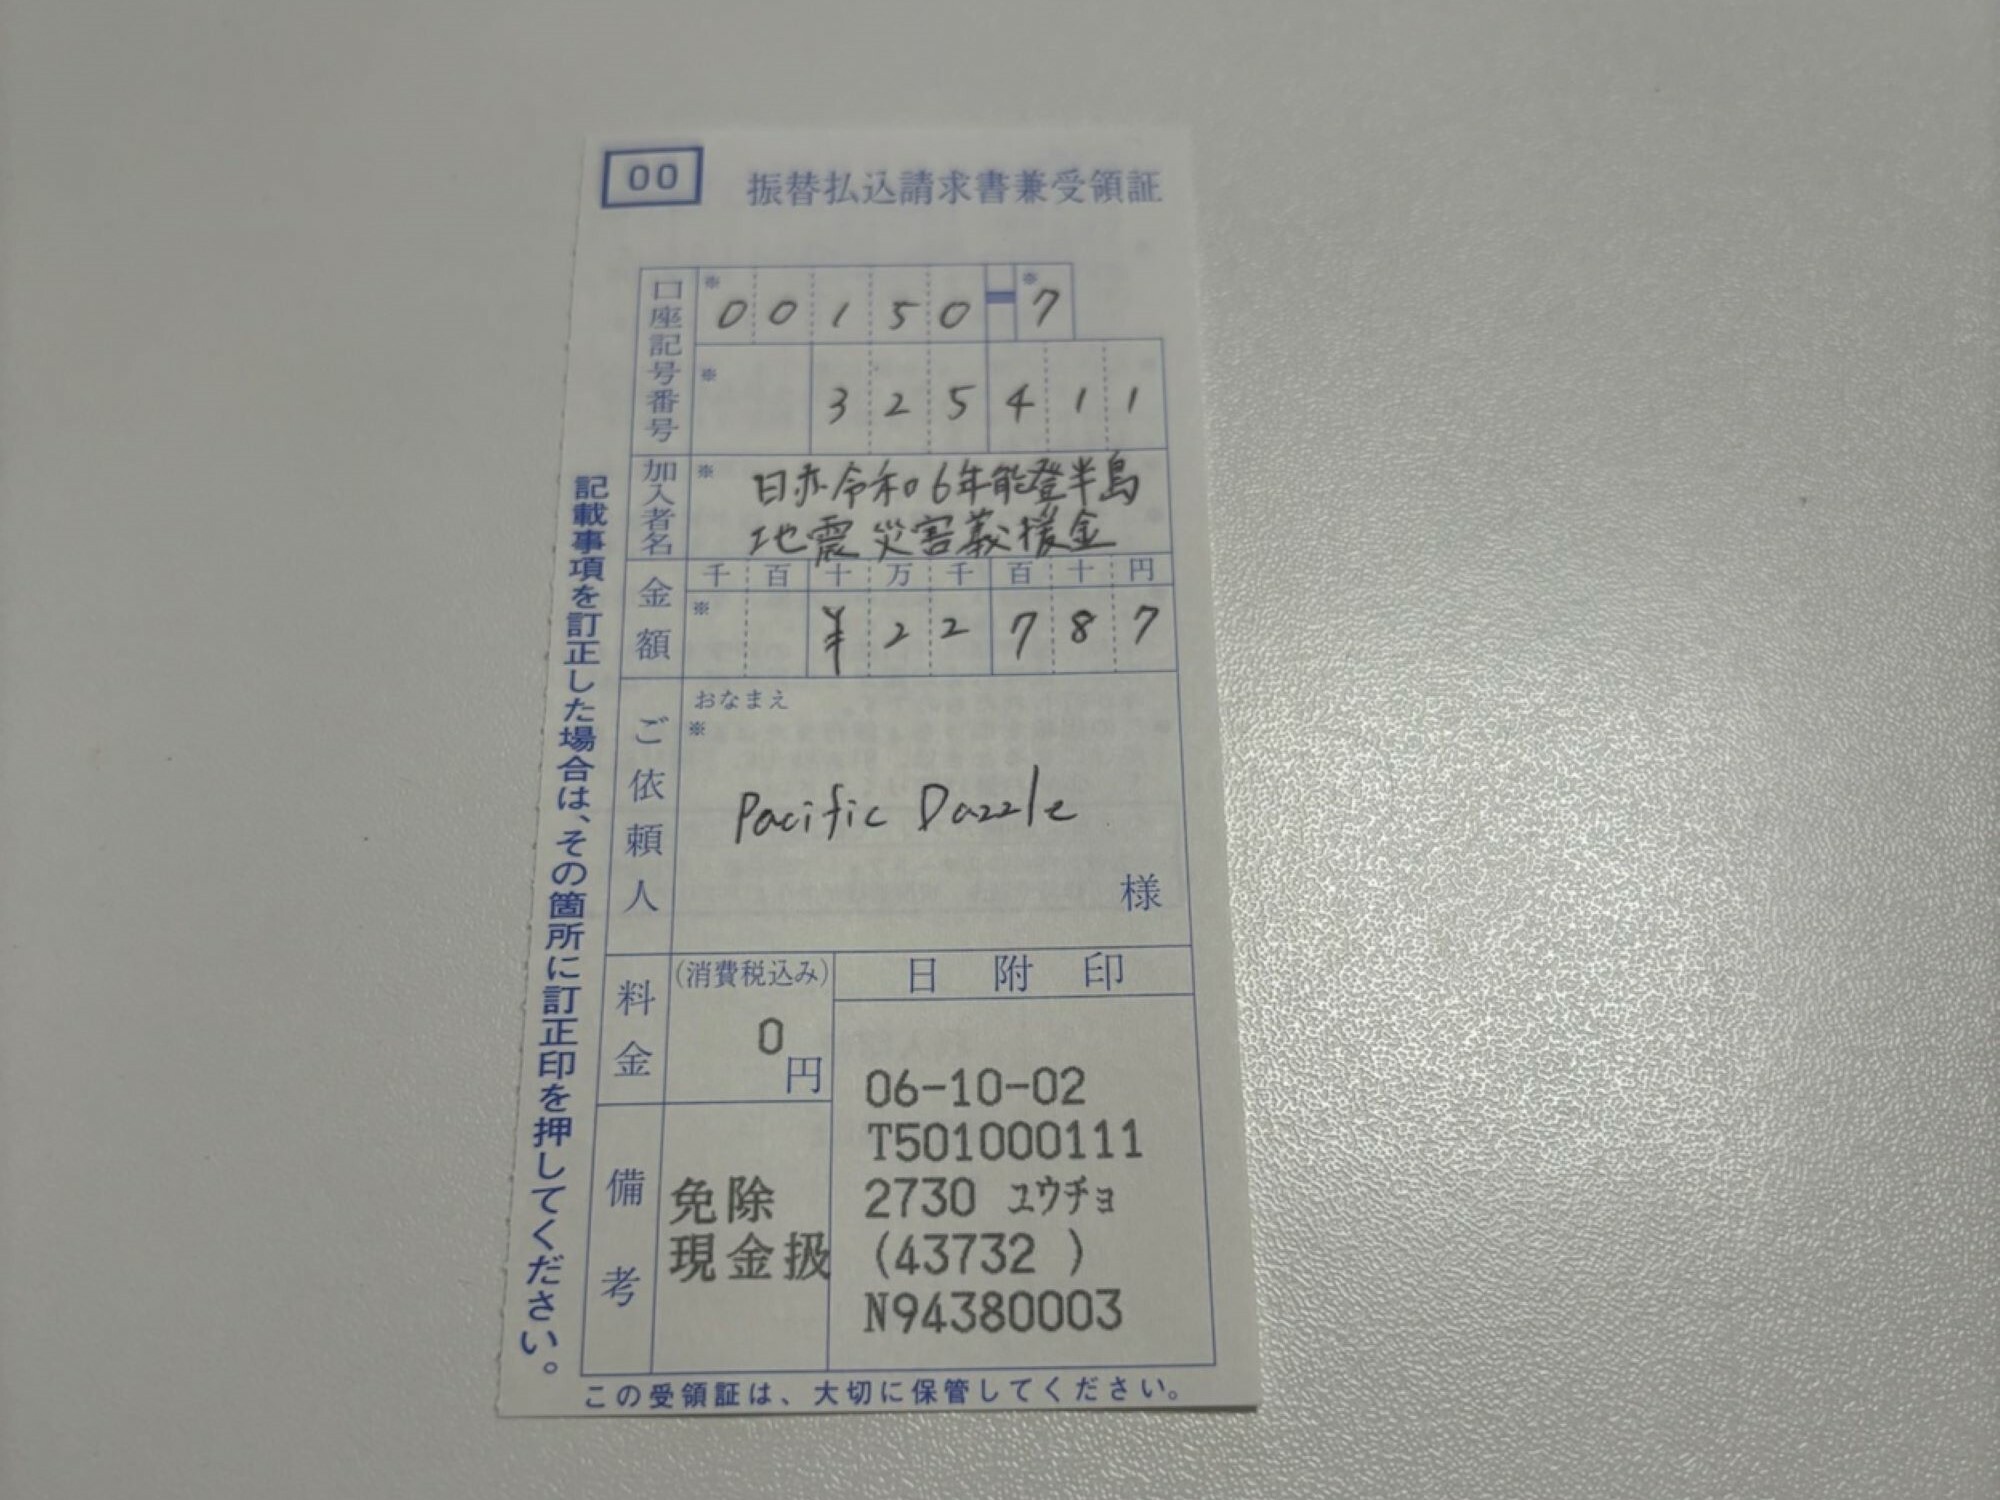 00
振替払込請求書兼受領証
口座記号番号
※ 00150-7
※ 325411
加入者名
※ 日赤令和6年能登半島
地震災害義援金
金額
千百十万千百十円
※ ¥22787
ご依頼人
おなまえ
※
Pacific Dazzle
様
料金
(消費税込み)
0
円
備考
免除
現金扱
日附印
06-10-02
T501000111
2730 ユウチョ
(43732 )
N94380003
記載事項を訂正した場合は、その箇所に訂正印を押してください。
この受領証は、大切に保管してください。